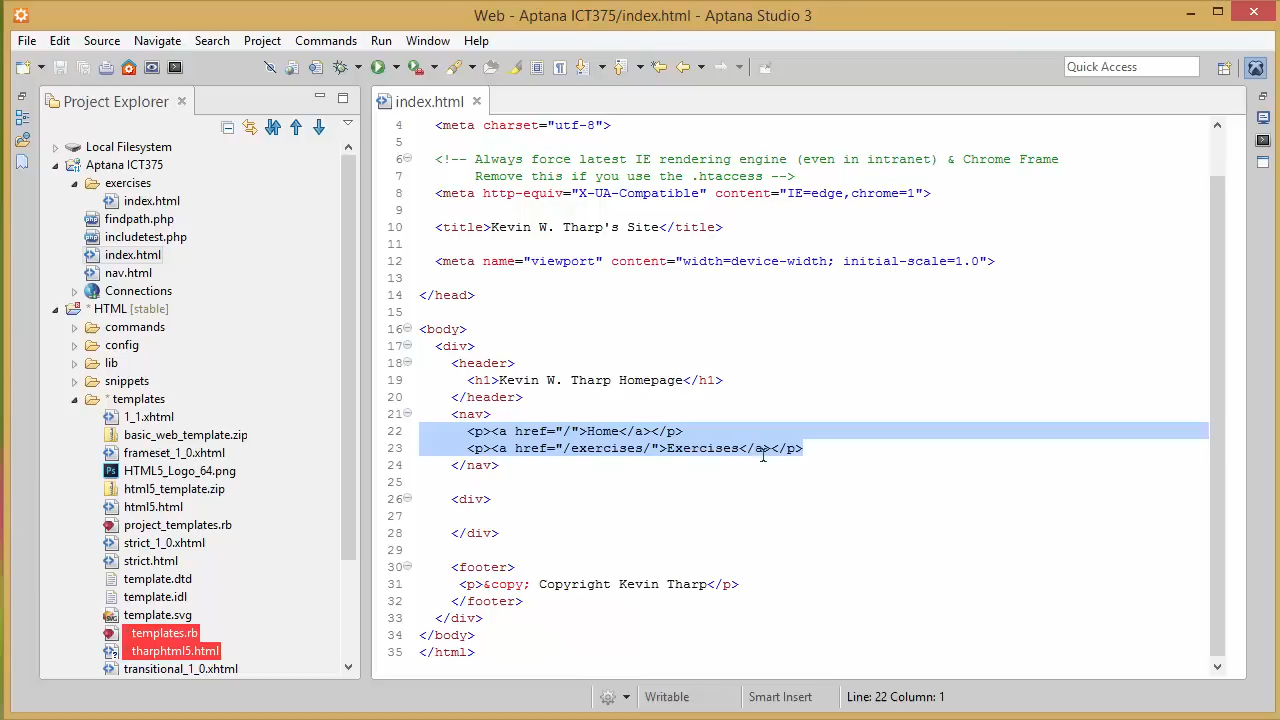 Web - Aptana ICT375/index.html - Aptana Studio 3
File Edit Source Navigate Search Project Commands Run Window Help
Quick Access
Project Explorer
Local Filesystem
Aptana ICT375
exercises
index.html
findpath.php
includetest.php
index.html
nav.html
Connections
* HTML [stable]
commands
config
lib
snippets
* templates
1_1.xhtml
basic_web_template.zip
frameset_1_0.xhtml
HTML5_Logo_64.png
html5_template.zip
html5.html
project_templates.rb
strict_1_0.xhtml
strict.html
template.dtd
template.idl
template.svg
templates.rb
tharphtml5.html
transitional_1_0.xhtml
index.html
4 <meta charset="utf-8">
5
6 <!-- Always force latest IE rendering engine (even in intranet) & Chrome Frame
7 Remove this if you use the .htaccess -->
8 <meta http-equiv="X-UA-Compatible" content="IE=edge,chrome=1">
9
10 <title>Kevin W. Tharp's Site</title>
11
12 <meta name="viewport" content="width=device-width; initial-scale=1.0">
13
14 </head>
15
16 <body>
17 <div>
18 <header>
19 <h1>Kevin W. Tharp Homepage</h1>
20 </header>
21 <nav>
22 <p><a href="/">Home</a></p>
23 <p><a href="/exercises/">Exercises</a></p>
24 </nav>
25
26 <div>
27
28 </div>
29
30 <footer>
31 <p>&copy; Copyright Kevin Tharp</p>
32 </footer>
33 </div>
34 </body>
35 </html>
Writable Smart Insert Line: 22 Column: 1